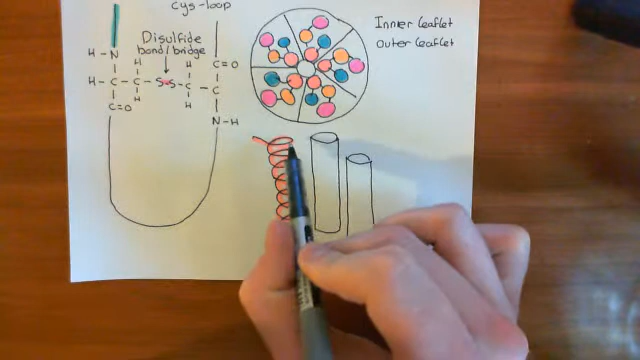 cys-loop
Disulfide
bond/bridge
H-N
H
H
C=O
H-C-C-S-S-C-C
H
H
C=O
N-H
Inner leaflet
Outer leaflet